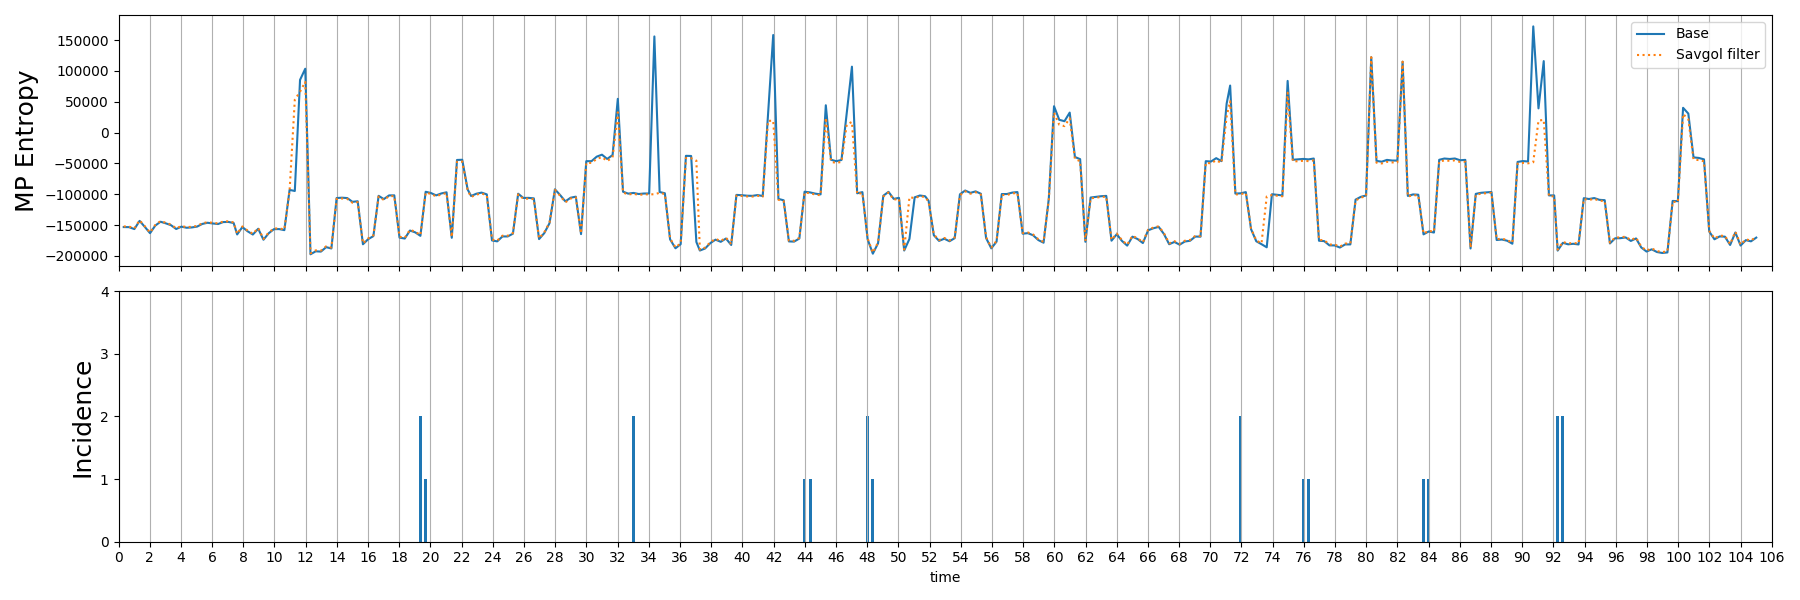 MP Entropy
150000
100000
50000
0
−50000
−100000
−150000
−200000
Base
Savgol filter
Incidence
4
3
2
1
0
0 2 4 6 8 10 12 14 16 18 20 22 24 26 28 30 32 34 36 38 40 42 44 46 48 50 52 54 56 58 60 62 64 66 68 70 72 74 76 78 80 82 84 86 88 90 92 94 96 98 100 102 104 106
time